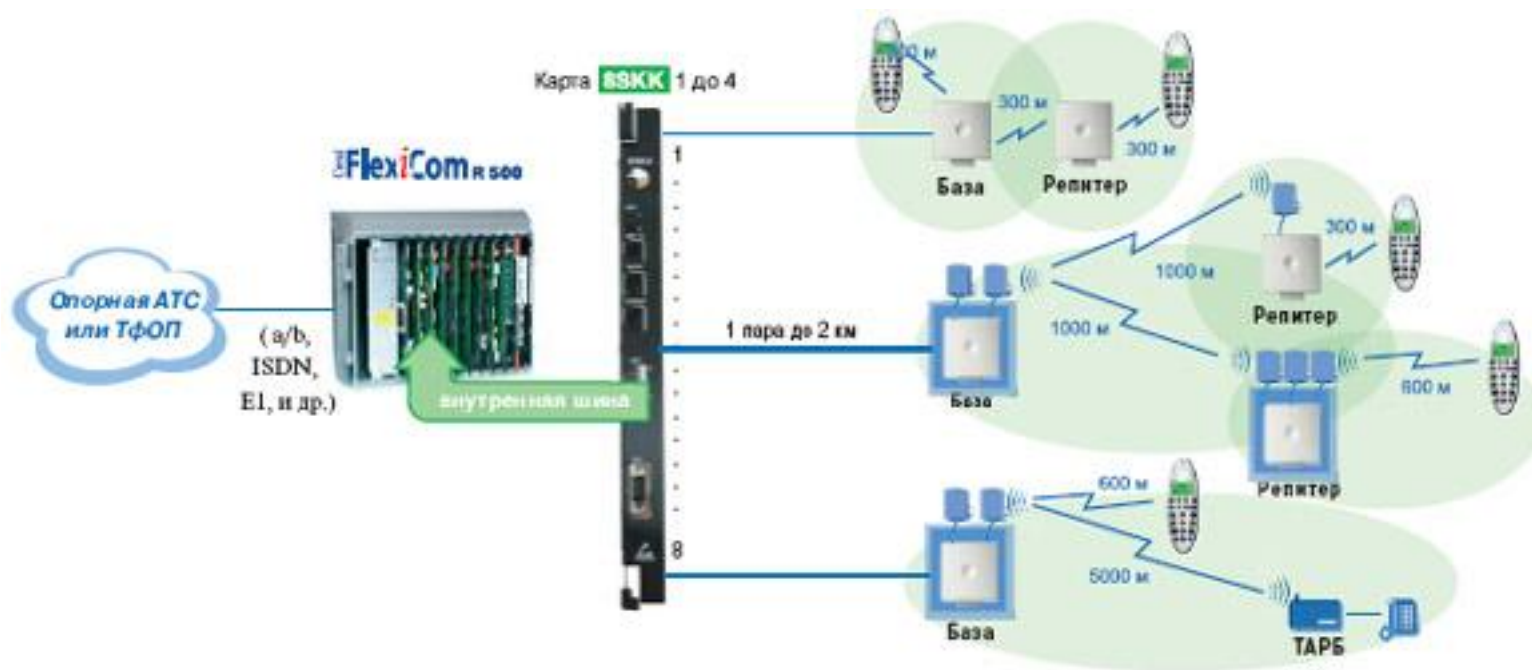 Карта 8SKK 1 до 4
FlexiCom R 500
Опорная АТС
или ТфОП
( a/b,
ISDN,
E1, и др.)
внутренная шина
1
8
1 пара до 2 км
300 м
300 м
База
Репитер
1000 м
1000 м
300 м
Репитер
600 м
База
Репитер
600 м
5000 м
База
ТАРБ